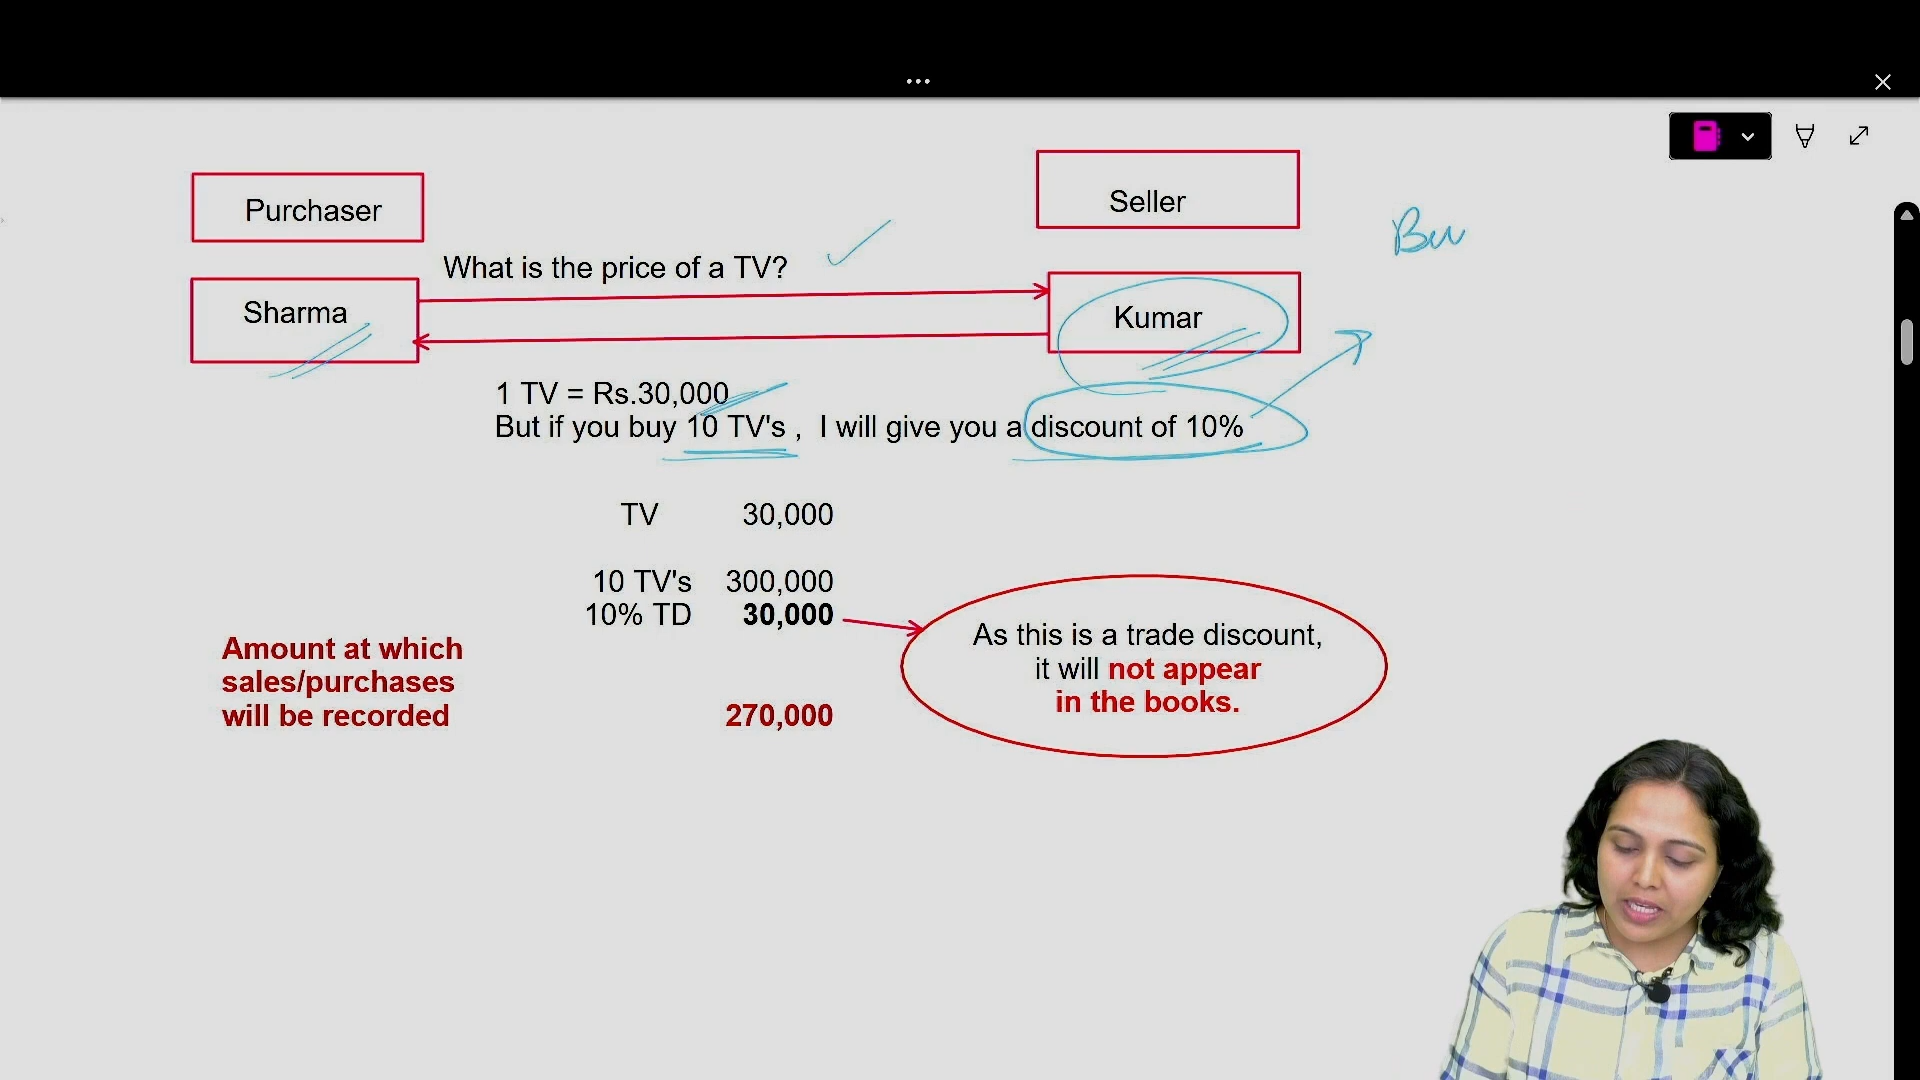 Purchaser
Seller
What is the price of a TV?
Sharma
Kumar
1 TV = Rs.30,000
But if you buy 10 TV's , I will give you a discount of 10%
TV 30,000
10 TV's 300,000
10% TD 30,000
Amount at which
sales/purchases
will be recorded
270,000
As this is a trade discount,
it will not appear
in the books.